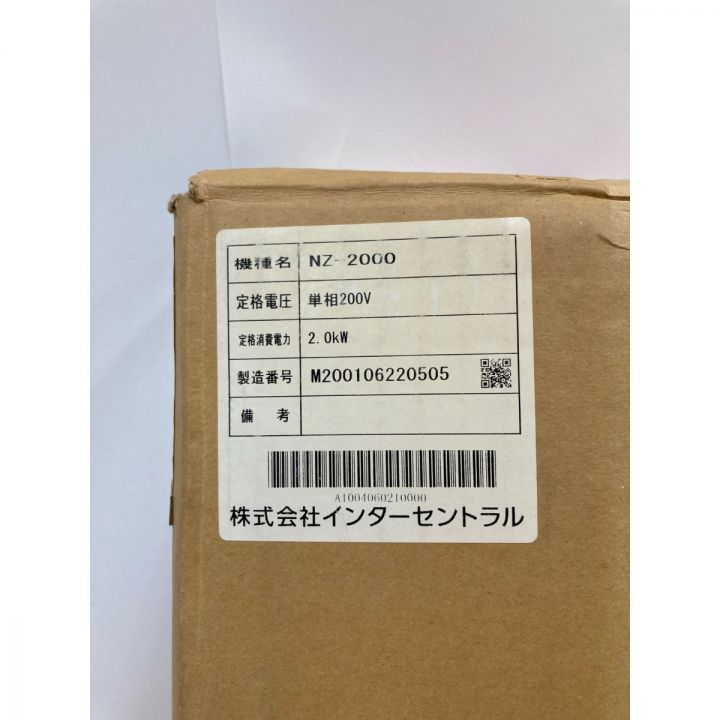 機種名 NZ-2000
定格電圧 単相200V
定格消費電力 2.0kW
製造番号 M200106220505
備考
A1004060210000
株式会社インターセントラル